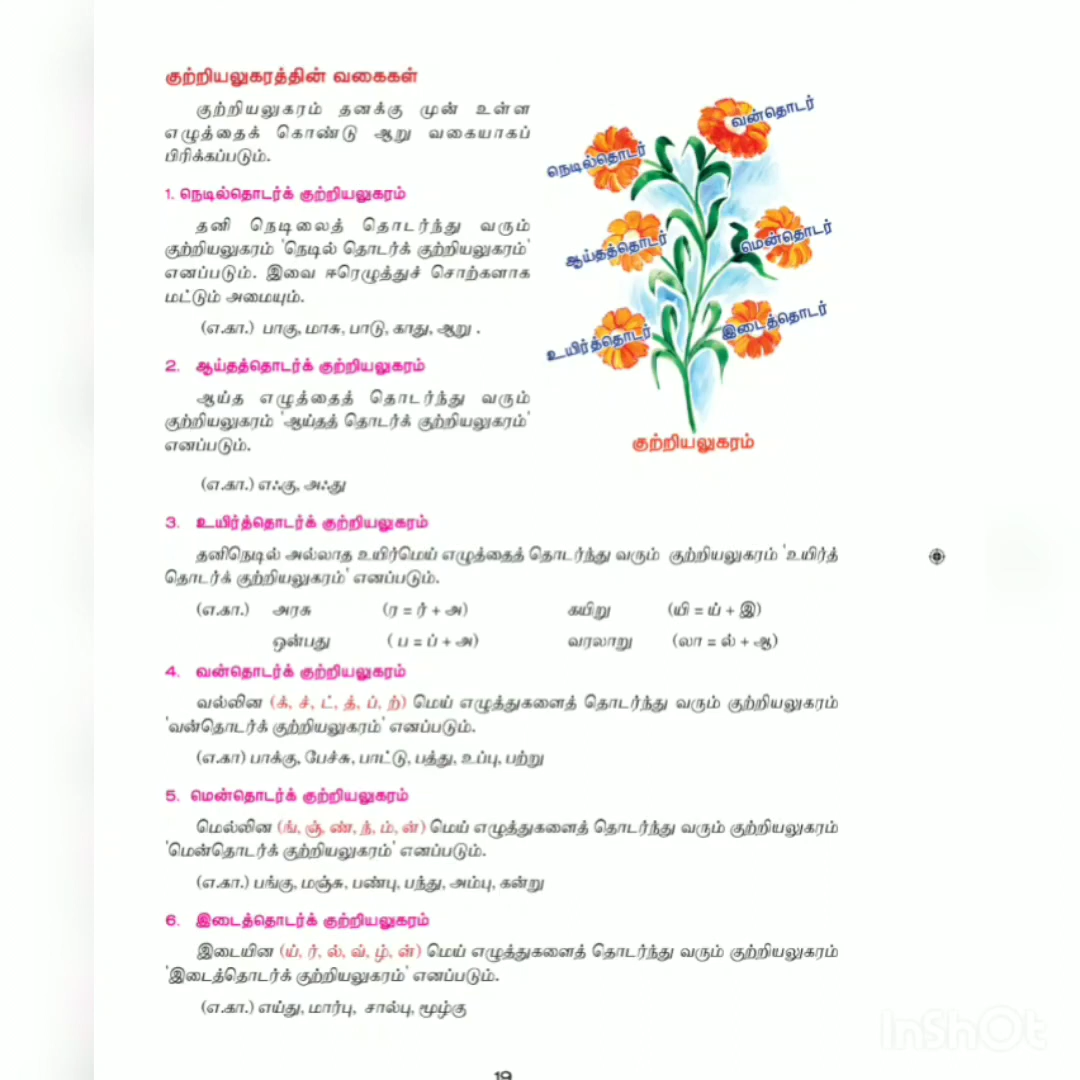 குற்றியலுகரத்தின் வகைகள்
குற்றியலுகரம் தனக்கு முன் உள்ள
எழுத்தைக் கொண்டு ஆறு வகையாகப்
பிரிக்கப்படும்.
1. நெடில்தொடர்க் குற்றியலுகரம்
தனி நெடிலைத் தொடர்ந்து வரும்
குற்றியலுகரம் 'நெடில் தொடர்க் குற்றியலுகரம்'
எனப்படும். இவை ஈரெழுத்துச் சொற்களாக
மட்டும் அமையும்.
(எ.கா.) பாகு, மாசு, பாடு, காது, ஆறு .
2. ஆய்தத்தொடர்க் குற்றியலுகரம்
ஆய்த எழுத்தைத் தொடர்ந்து வரும்
குற்றியலுகரம் 'ஆய்தத் தொடர்க் குற்றியலுகரம்'
எனப்படும்.
(எ.கா.) எஃகு, அஃது
வன்தொடர்
நெடில்தொடர்
மென்தொடர்
ஆய்தத்தொடர்
இடைத்தொடர்
உயிர்த்தொடர்
குற்றியலுகரம்
3. உயிர்த்தொடர்க் குற்றியலுகரம்
தனிநெடில் அல்லாத உயிர்மெய் எழுத்தைத் தொடர்ந்து வரும் குற்றியலுகரம் 'உயிர்த்
தொடர்க் குற்றியலுகரம்' எனப்படும்.
(எ.கா.) அரசு (ர = ர் + அ) கயிறு (யி = ய் + இ)
ஒன்பது ( ப = ப் + அ) வரலாறு (லா = ல் + ஆ)
4. வன்தொடர்க் குற்றியலுகரம்
வல்லின (க், ச், ட், த், ப், ற்) மெய் எழுத்துகளைத் தொடர்ந்து வரும் குற்றியலுகரம்
'வன்தொடர்க் குற்றியலுகரம்' எனப்படும்.
(எ.கா) பாக்கு, பேச்சு, பாட்டு, பத்து, உப்பு, பற்று
5. மென்தொடர்க் குற்றியலுகரம்
மெல்லின (ங், ஞ், ண், ந், ம், ன்) மெய் எழுத்துகளைத் தொடர்ந்து வரும் குற்றியலுகரம்
'மென்தொடர்க் குற்றியலுகரம்' எனப்படும்.
(எ.கா.) பங்கு, மஞ்சு, பண்பு, பந்து, அம்பு, கன்று
6. இடைத்தொடர்க் குற்றியலுகரம்
இடையின (ய், ர், ல், வ், ழ், ள்) மெய் எழுத்துகளைத் தொடர்ந்து வரும் குற்றியலுகரம்
'இடைத்தொடர்க் குற்றியலுகரம்' எனப்படும்.
(எ.கா.) எய்து, மார்பு, சால்பு, மூழ்கு
19
InShOt